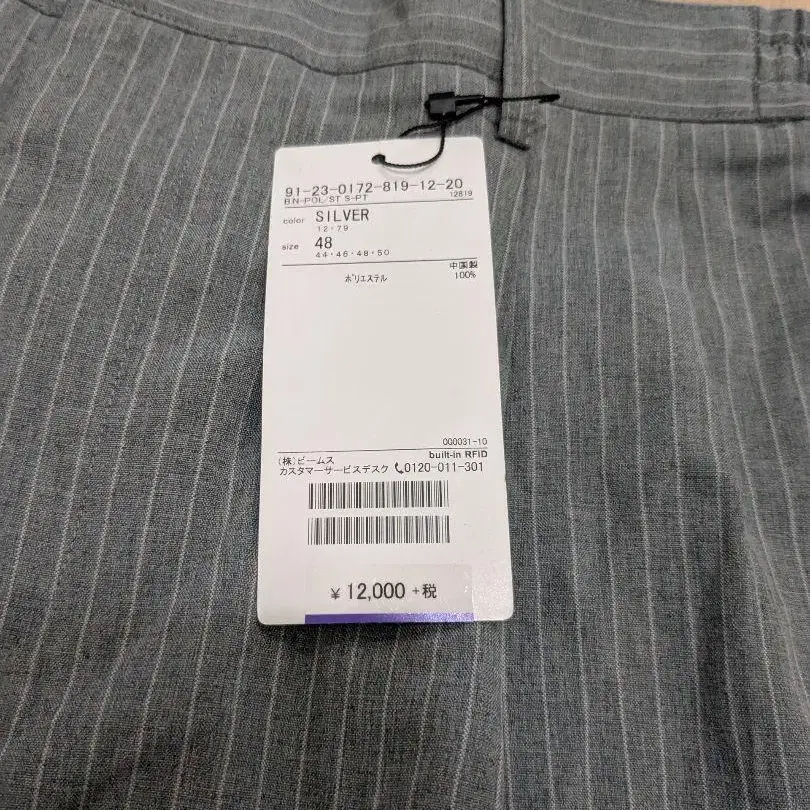 91-23-0172-819-12-20
B.N-POL/ST S-PT 12819
color SILVER
12・79
size 48
44・46・48・50
中国製
ポリエステル 100%
000031-10
built-in RFID
(株)ビームス
カスタマーサービスデスク 0120-011-301
¥12,000 +税